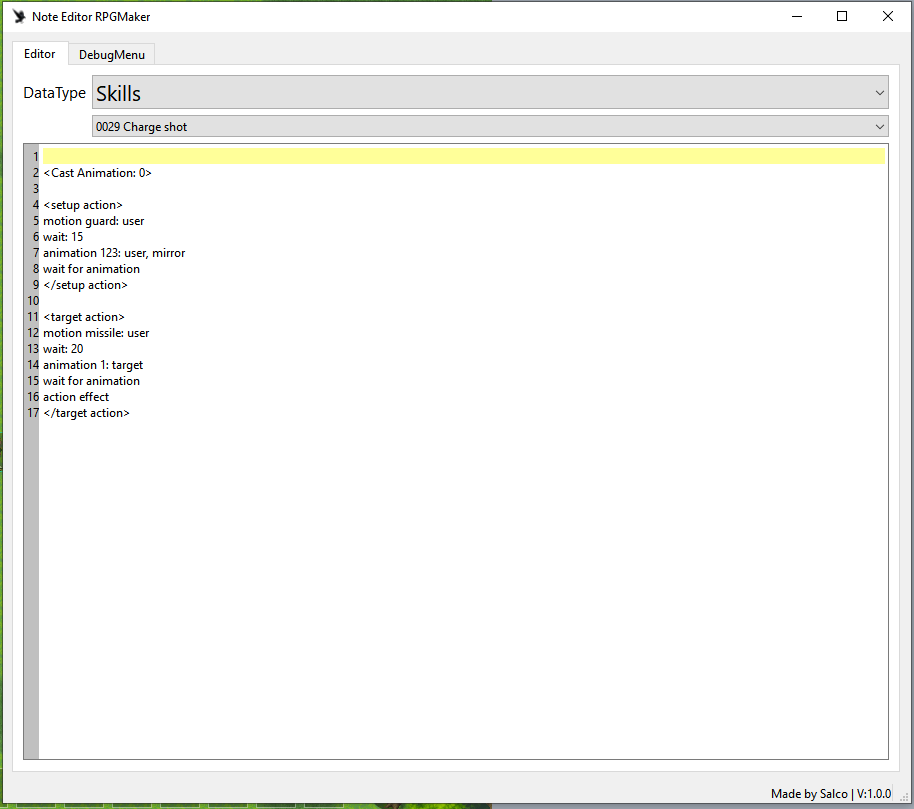 Note Editor RPGMaker
Editor
DebugMenu
DataType
Skills
0029 Charge shot
1
2 <Cast Animation: 0>
3
4 <setup action>
5 motion guard: user
6 wait: 15
7 animation 123: user, mirror
8 wait for animation
9 </setup action>
10
11 <target action>
12 motion missile: user
13 wait: 20
14 animation 1: target
15 wait for animation
16 action effect
17 </target action>
Made by Salco | V:1.0.0